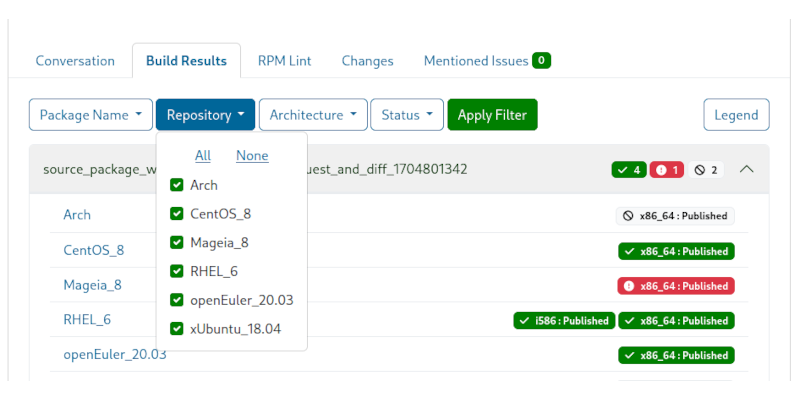 Conversation Build Results RPM Lint Changes Mentioned Issues 0
Package Name Repository Architecture Status Apply Filter Legend
All None
source_package_w uest_and_diff_1704801342 4 1 2
Arch
CentOS_8
Mageia_8
RHEL_6
openEuler_20.03
xUbuntu_18.04
Arch x86_64 : Published
CentOS_8 x86_64 : Published
Mageia_8 x86_64 : Published
RHEL_6 i586 : Published x86_64 : Published
openEuler_20.03 x86_64 : Published